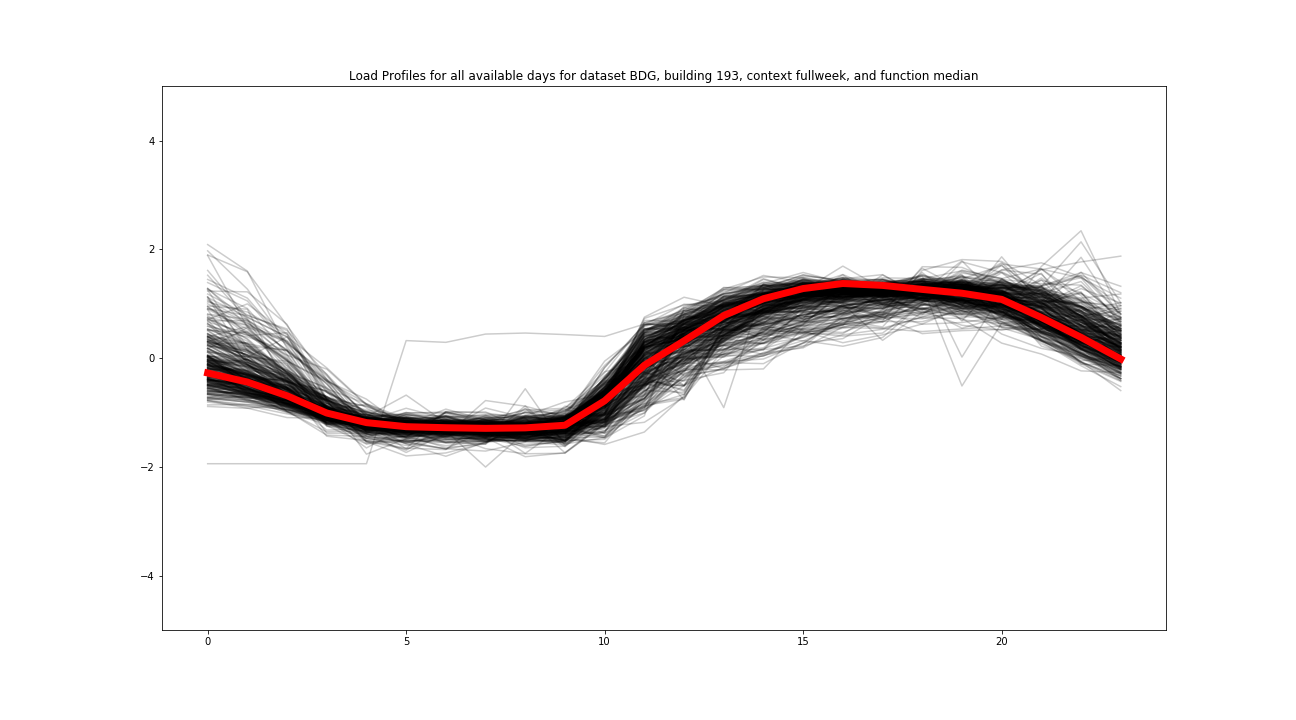 Load Profiles for all available days for dataset BDG, building 193, context fullweek, and function median
4
2
0
−2
−4
0 5 10 15 20